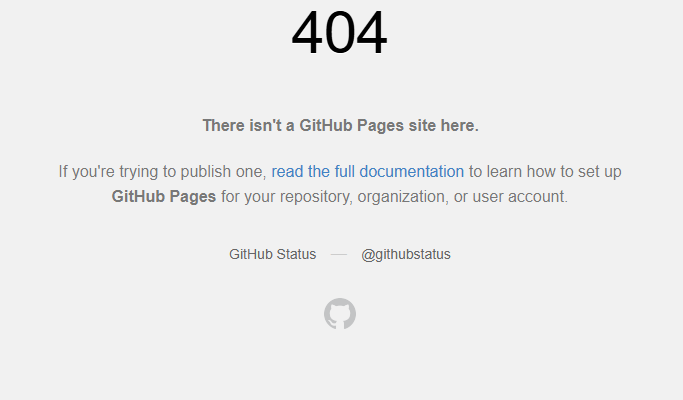 404
There isn't a GitHub Pages site here.
If you're trying to publish one, read the full documentation to learn how to set up
GitHub Pages for your repository, organization, or user account.
GitHub Status — @githubstatus